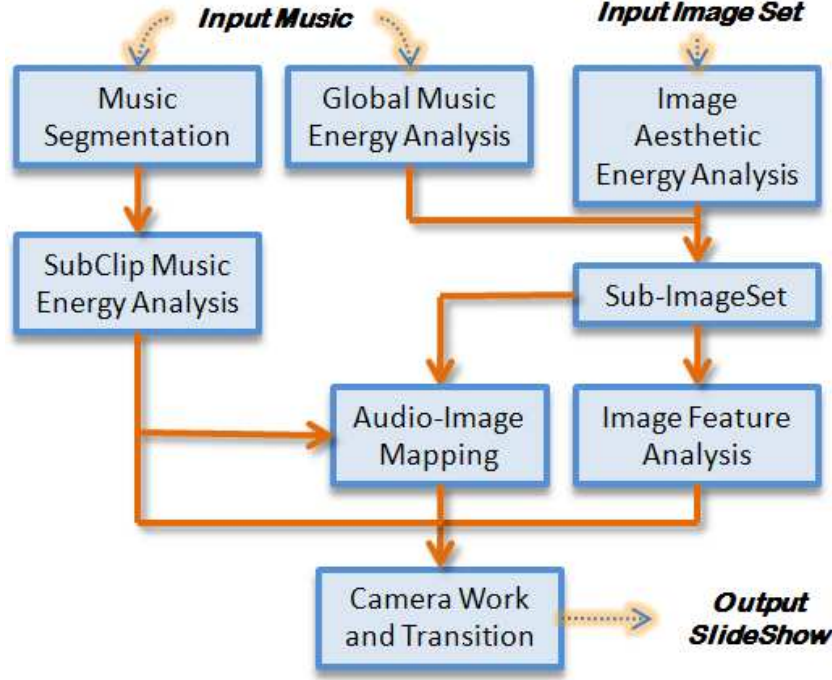 Input Music
Input Image Set
Music
Segmentation
Global Music
Energy Analysis
Image
Aesthetic
Energy Analysis
SubClip Music
Energy Analysis
Sub-ImageSet
Audio-Image
Mapping
Image Feature
Analysis
Camera Work
and Transition
Output
SlideShow